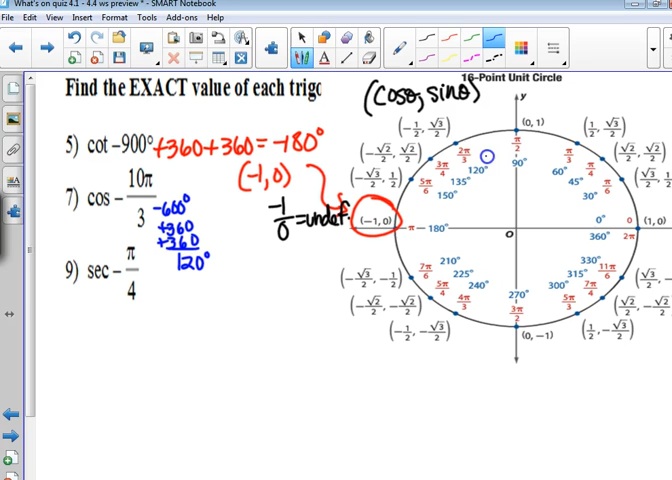 What's on quiz 4.1 - 4.4 ws preview * - SMART Notebook
Edit View Insert Format Tools Add-ons Help
Find the EXACT value of each trigo
(cosθ, sinθ)
16-Point Unit Circle
5) cot −900° +360+360 = −180°
(-1, 0)
-1/0 = undef.
7) cos − 10π/3
-600°
+360
+360
120°
9) sec − π/4
y
(0, 1)
(−1/2, √3/2)
(1/2, √3/2)
(−√2/2, √2/2)
(√2/2, √2/2)
(−√3/2, 1/2)
π/2
90°
2π/3
120°
3π/4
135°
5π/6
150°
π/3
60°
π/4
45°
π/6
30°
(−1, 0)
π 180°
O
0° 0
360° 2π
(1, 0)
210°
7π/6
225°
5π/4
240°
4π/3
270°
3π/2
300°
5π/3
315°
7π/4
330°
11π/6
(−√3/2, −1/2)
(−√2/2, −√2/2)
(−1/2, −√3/2)
(0, −1)
(1/2, −√3/2)
(√2/2, −√2/2)